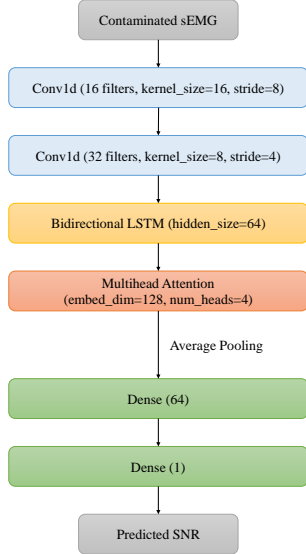 Contaminated sEMG
Conv1d (16 filters, kernel_size=16, stride=8)
Conv1d (32 filters, kernel_size=8, stride=4)
Bidirectional LSTM (hidden_size=64)
Multihead Attention
(embed_dim=128, num_heads=4)
Average Pooling
Dense (64)
Dense (1)
Predicted SNR